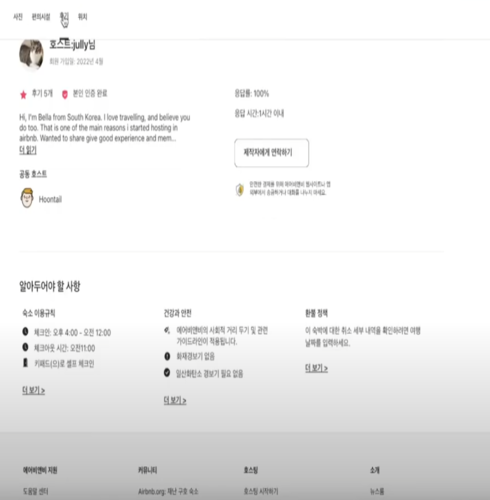 사진 편의시설 후기 위치
호스트:jully님
회원 가입일: 2022년 4월
후기 5개 본인 인증 완료
Hi, I'm Bella from South Korea. I love travelling, and believe you
do too. That is one of the main reasons i started hosting in
airbnb. Wanted to share give good experience and mem...
더 읽기
공동 호스트
Hoontail
응답률: 100%
응답 시간:1시간 이내
제작자에게 연락하기
안전한 결제를 위해 에어비앤비 웹사이트나 앱
외부에서 송금하거나 대화를 나누지 마세요.
알아두어야 할 사항
숙소 이용규칙
체크인: 오후 4:00 - 오전 12:00
체크아웃 시간: 오전11:00
키패드(으)로 셀프 체크인
더 보기 >
건강과 안전
에어비앤비의 사회적 거리 두기 및 관련
가이드라인이 적용됩니다.
화재경보기 없음
일산화탄소 경보기 필요 없음
더 보기 >
환불 정책
이 숙박에 대한 취소 세부 내역을 확인하려면 여행
날짜를 입력하세요.
더 보기 >
에어비앤비 지원
도움말 센터
커뮤니티
Airbnb.org: 재난 구호 숙소
호스팅
호스팅 시작하기
소개
뉴스룸